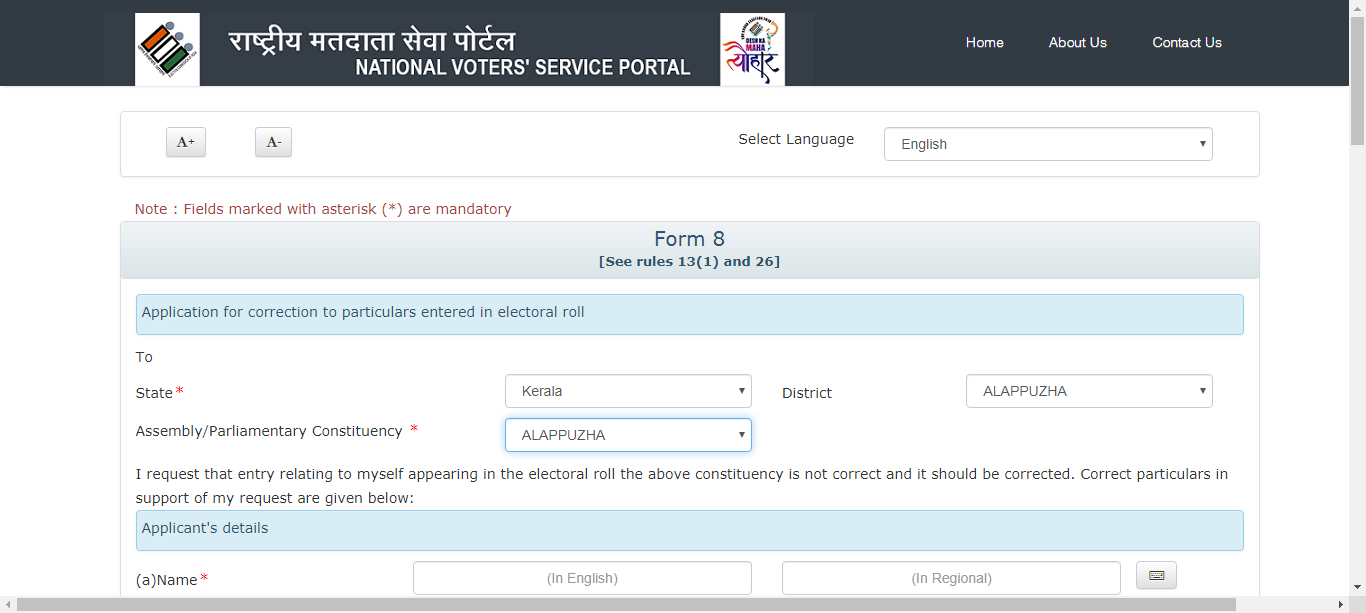 राष्ट्रीय मतदाता सेवा पोर्टल
NATIONAL VOTERS' SERVICE PORTAL
DESH KA
MAHA
त्यौहार
Home About Us Contact Us
A+ A- Select Language English
Note : Fields marked with asterisk (*) are mandatory
Form 8
[See rules 13(1) and 26]
Application for correction to particulars entered in electoral roll
To
State* Kerala District ALAPPUZHA
Assembly/Parliamentary Constituency * ALAPPUZHA
I request that entry relating to myself appearing in the electoral roll the above constituency is not correct and it should be corrected. Correct particulars in
support of my request are given below:
Applicant's details
(a)Name* (In English) (In Regional)